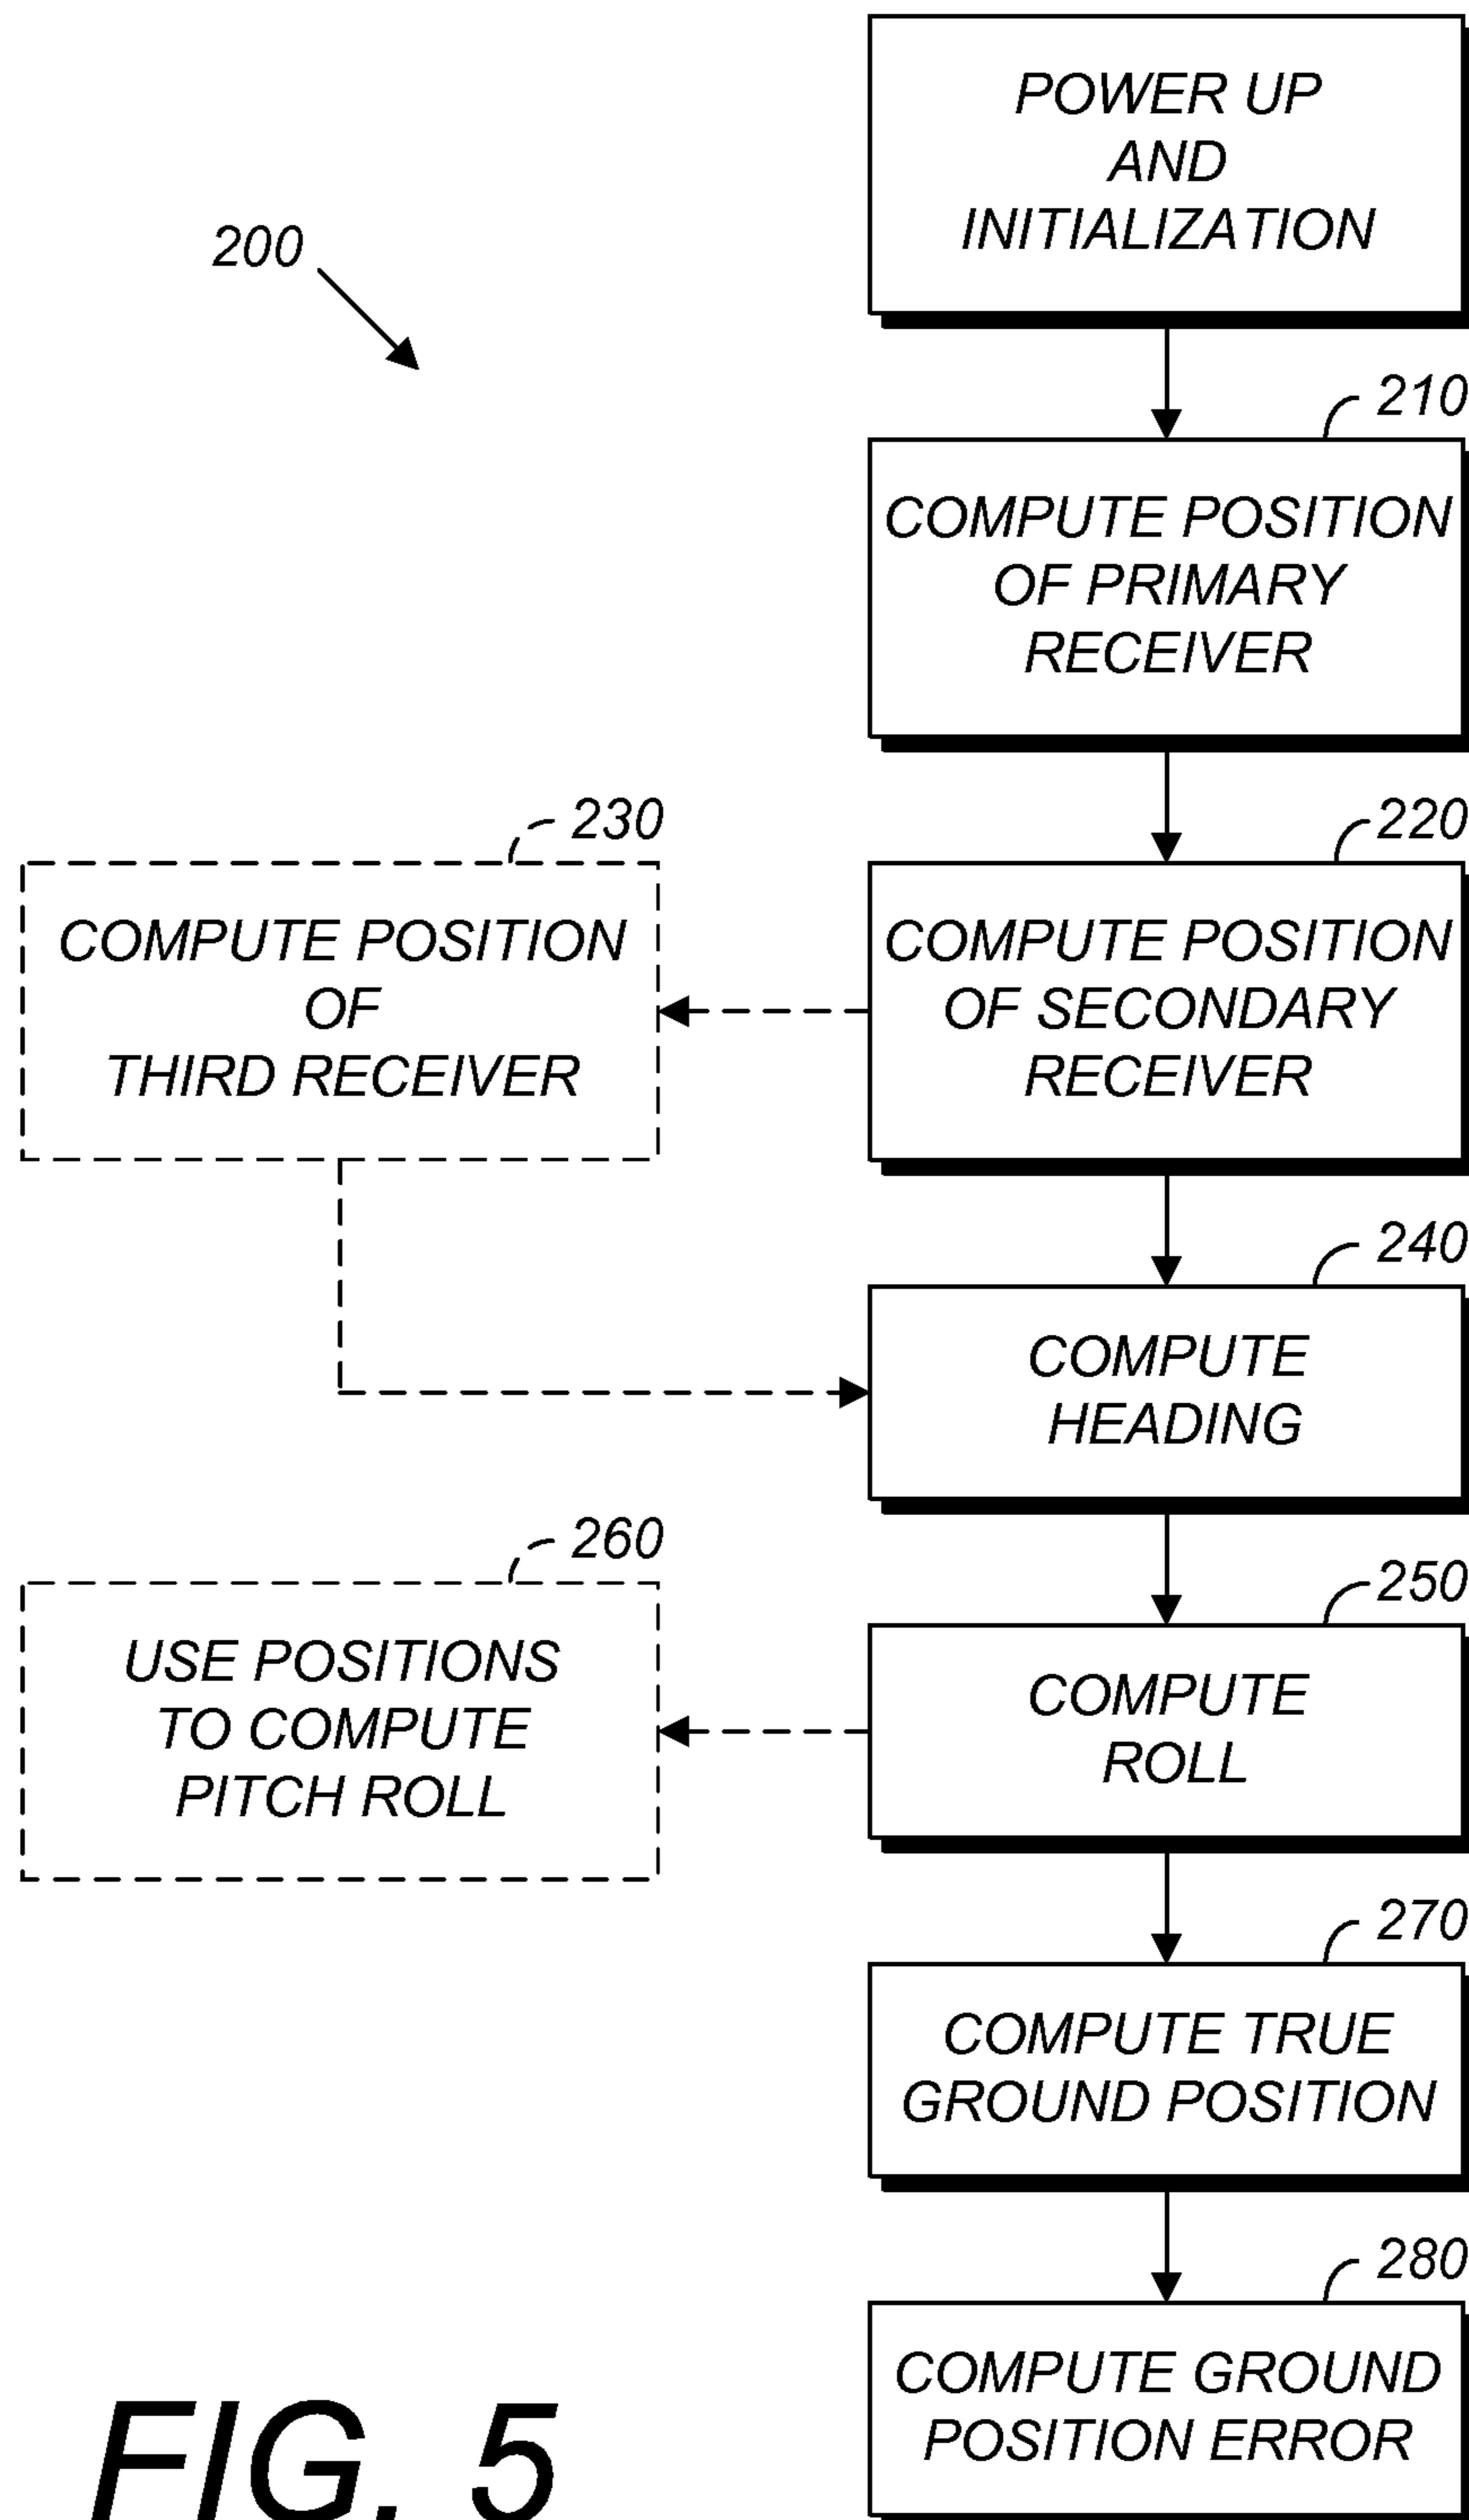 POWER UP
AND
INITIALIZATION
200
210
COMPUTE POSITION
OF PRIMARY
RECEIVER
230
COMPUTE POSITION
OF
THIRD RECEIVER
220
COMPUTE POSITION
OF SECONDARY
RECEIVER
240
COMPUTE
HEADING
260
USE POSITIONS
TO COMPUTE
PITCH ROLL
250
COMPUTE
ROLL
270
COMPUTE TRUE
GROUND POSITION
280
COMPUTE GROUND
POSITION ERROR
FIG. 5